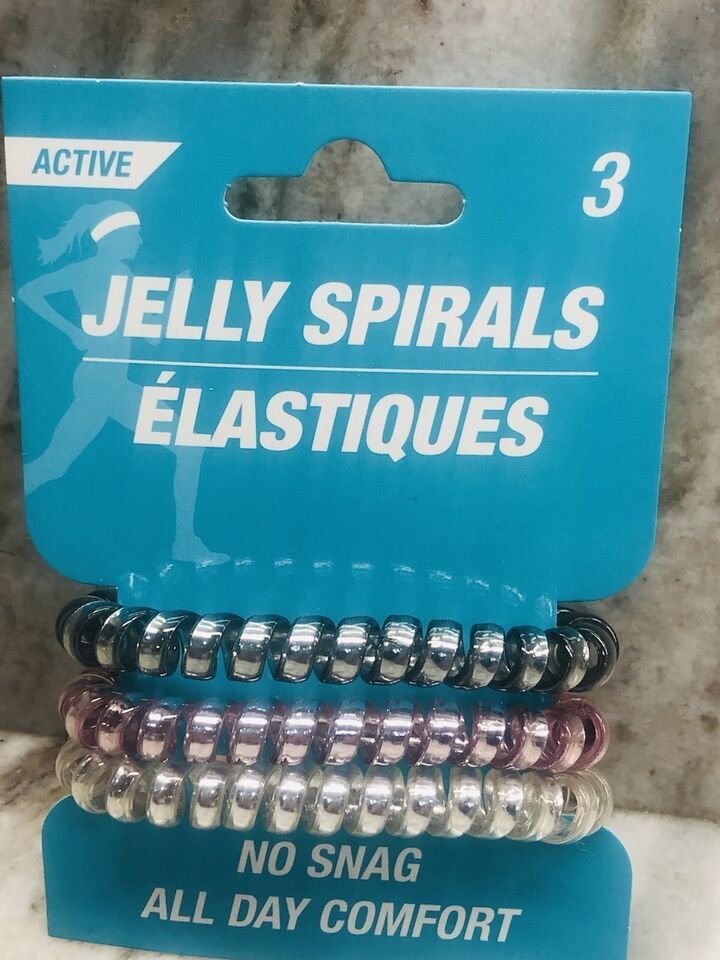 ACTIVE
3
JELLY SPIRALS
ÉLASTIQUES
NO SNAG
ALL DAY COMFORT